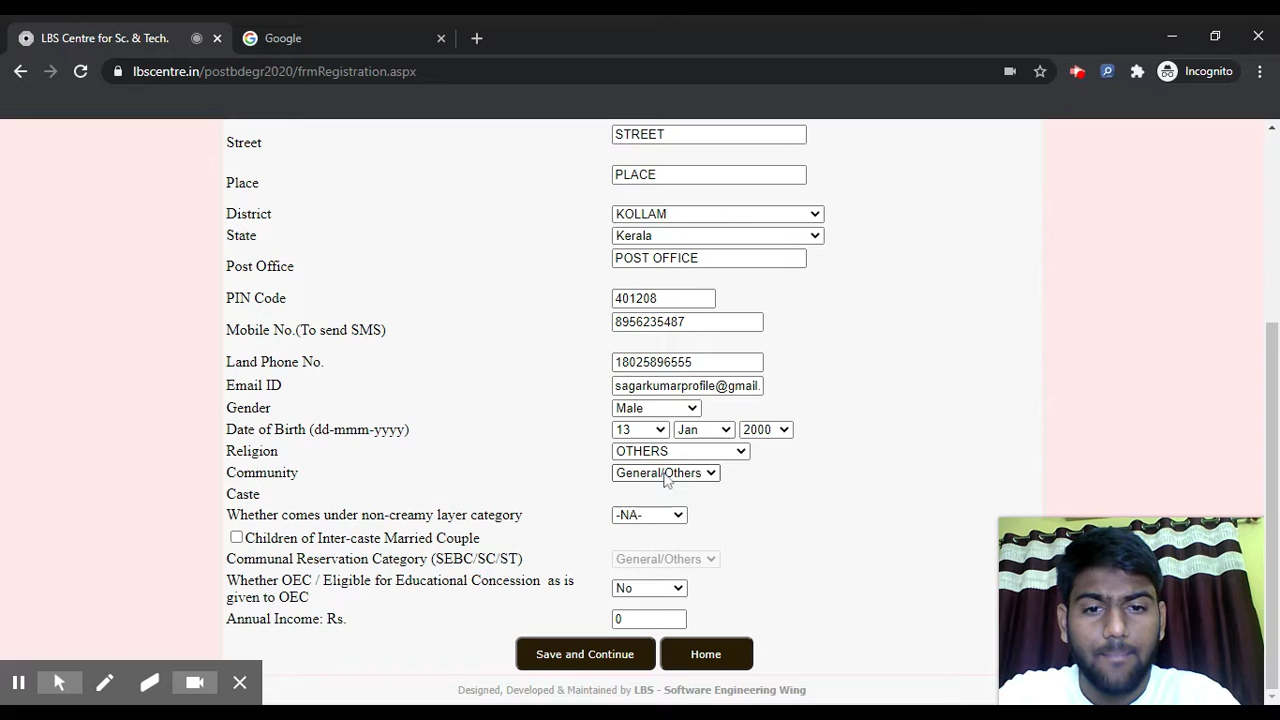 LBS Centre for Sc. & Tech.
Google
lbscentre.in/postbdegr2020/frmRegistration.aspx
Incognito
Street STREET
Place PLACE
District KOLLAM
State Kerala
Post Office POST OFFICE
PIN Code 401208
Mobile No.(To send SMS) 8956235487
Land Phone No. 18025896555
Email ID sagarkumarprofile@gmail.
Gender Male
Date of Birth (dd-mmm-yyyy) 13 Jan 2000
Religion OTHERS
Community General/Others
Caste
Whether comes under non-creamy layer category -NA-
Children of Inter-caste Married Couple
Communal Reservation Category (SEBC/SC/ST) General/Others
Whether OEC / Eligible for Educational Concession as is
given to OEC No
Annual Income: Rs. 0
Save and Continue Home
Designed, Developed & Maintained by LBS - Software Engineering Wing